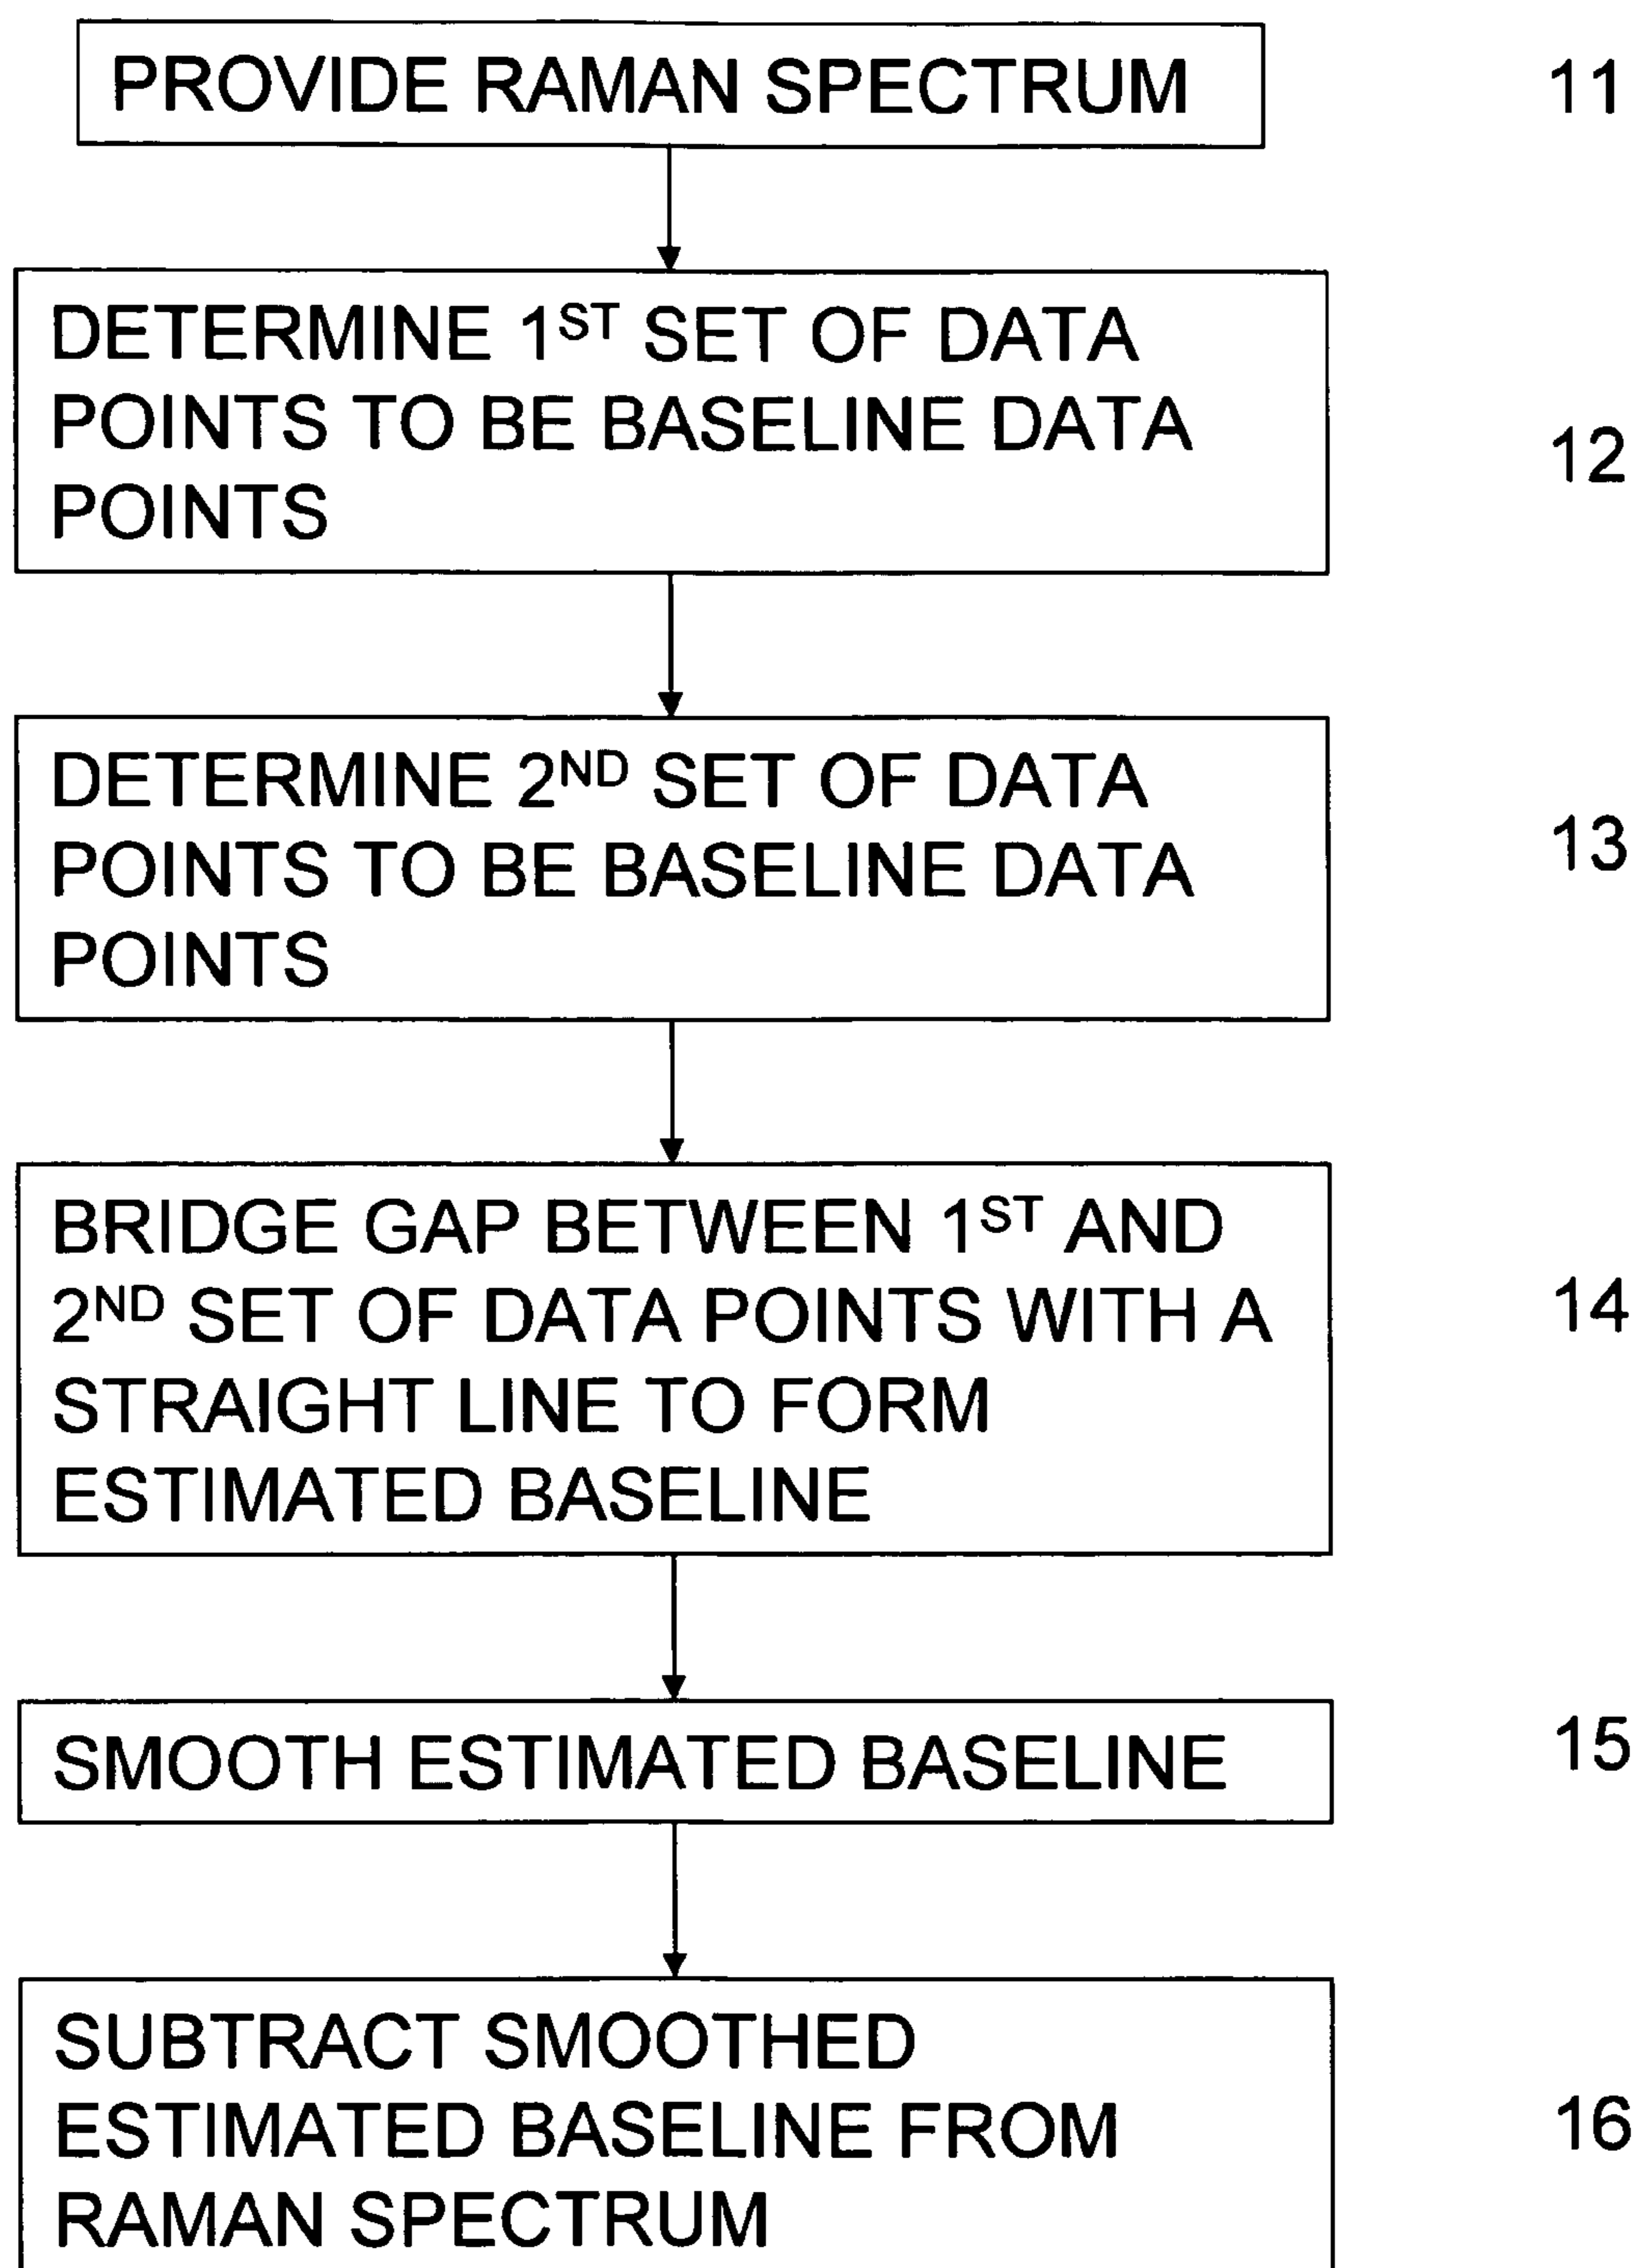 PROVIDE RAMAN SPECTRUM
11
DETERMINE 1ST SET OF DATA
POINTS TO BE BASELINE DATA
POINTS
12
DETERMINE 2ND SET OF DATA
POINTS TO BE BASELINE DATA
POINTS
13
BRIDGE GAP BETWEEN 1ST AND
2ND SET OF DATA POINTS WITH A
STRAIGHT LINE TO FORM
ESTIMATED BASELINE
14
SMOOTH ESTIMATED BASELINE
15
SUBTRACT SMOOTHED
ESTIMATED BASELINE FROM
RAMAN SPECTRUM
16